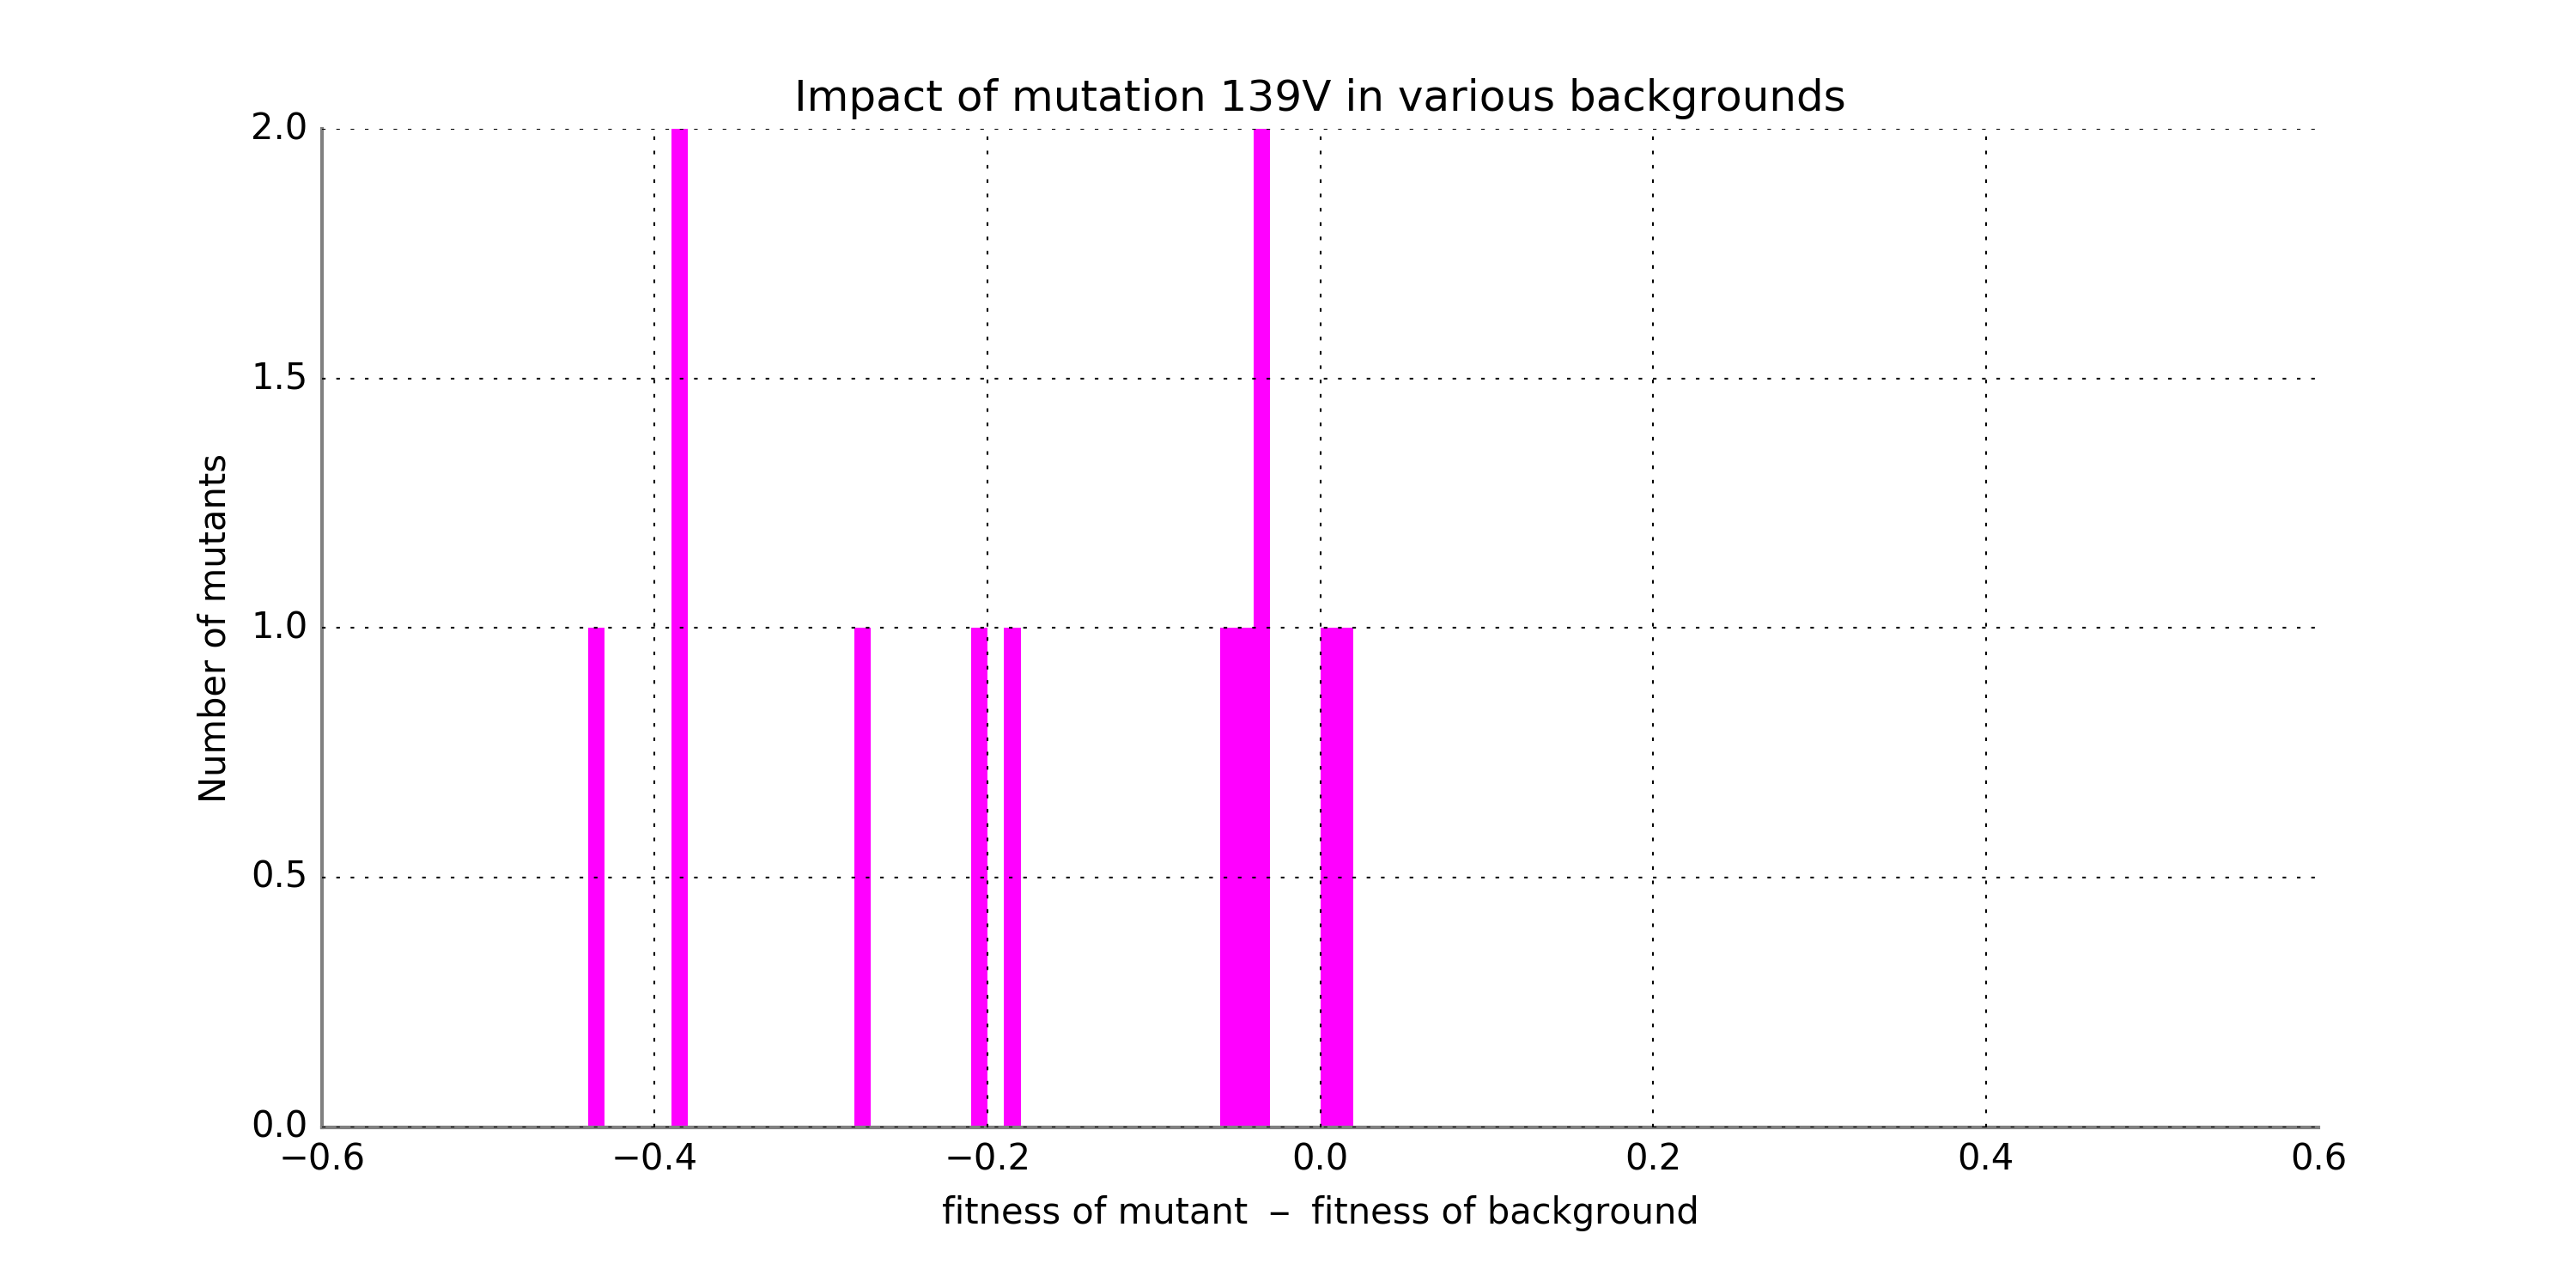 Impact of mutation 139V in various backgrounds
2.0
1.5
1.0
0.5
0.0
Number of mutants
−0.6 −0.4 −0.2 0.0 0.2 0.4 0.6
fitness of mutant − fitness of background